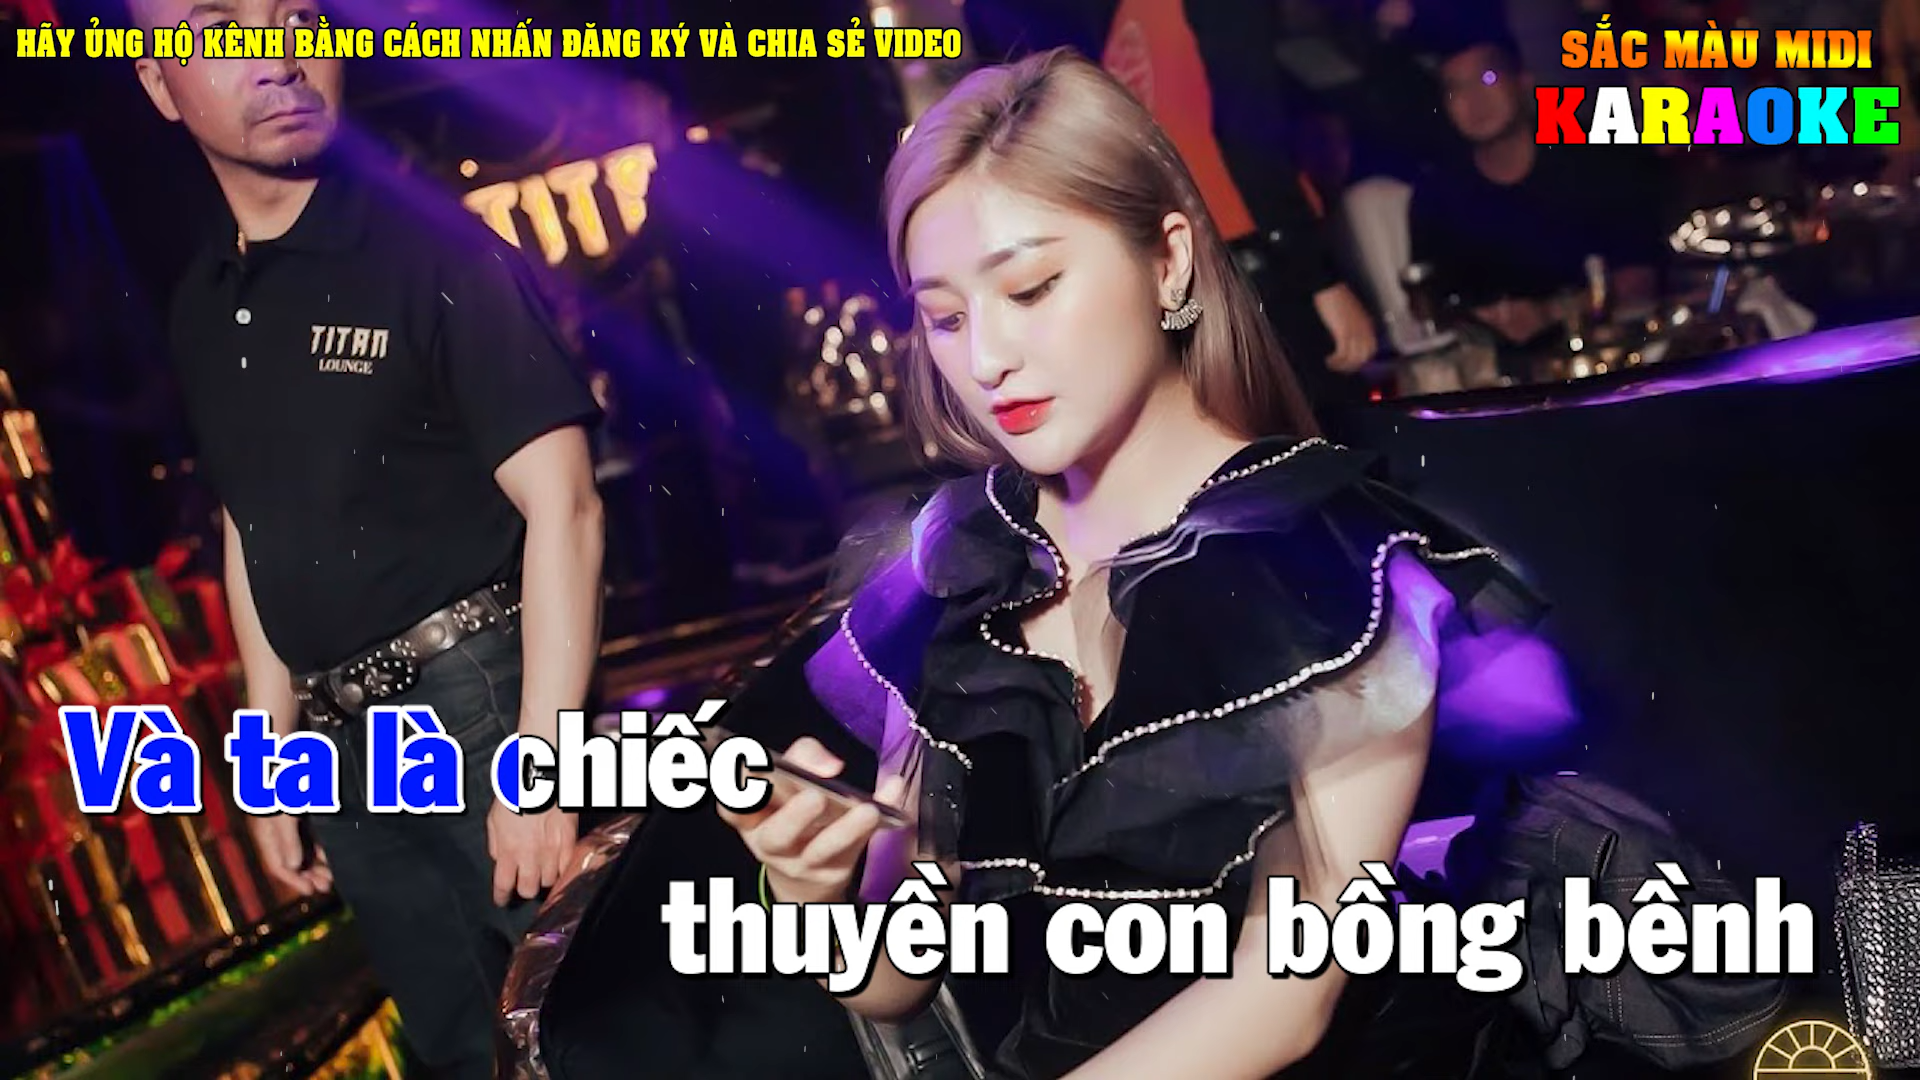 HÃY ỦNG HỘ KÊNH BẰNG CÁCH NHẤN ĐĂNG KÝ VÀ CHIA SẺ VIDEO
SẮC MÀU MIDI
KARAOKE
TITAN
LOUNGE
Và ta là chiếc
thuyền con bồng bềnh